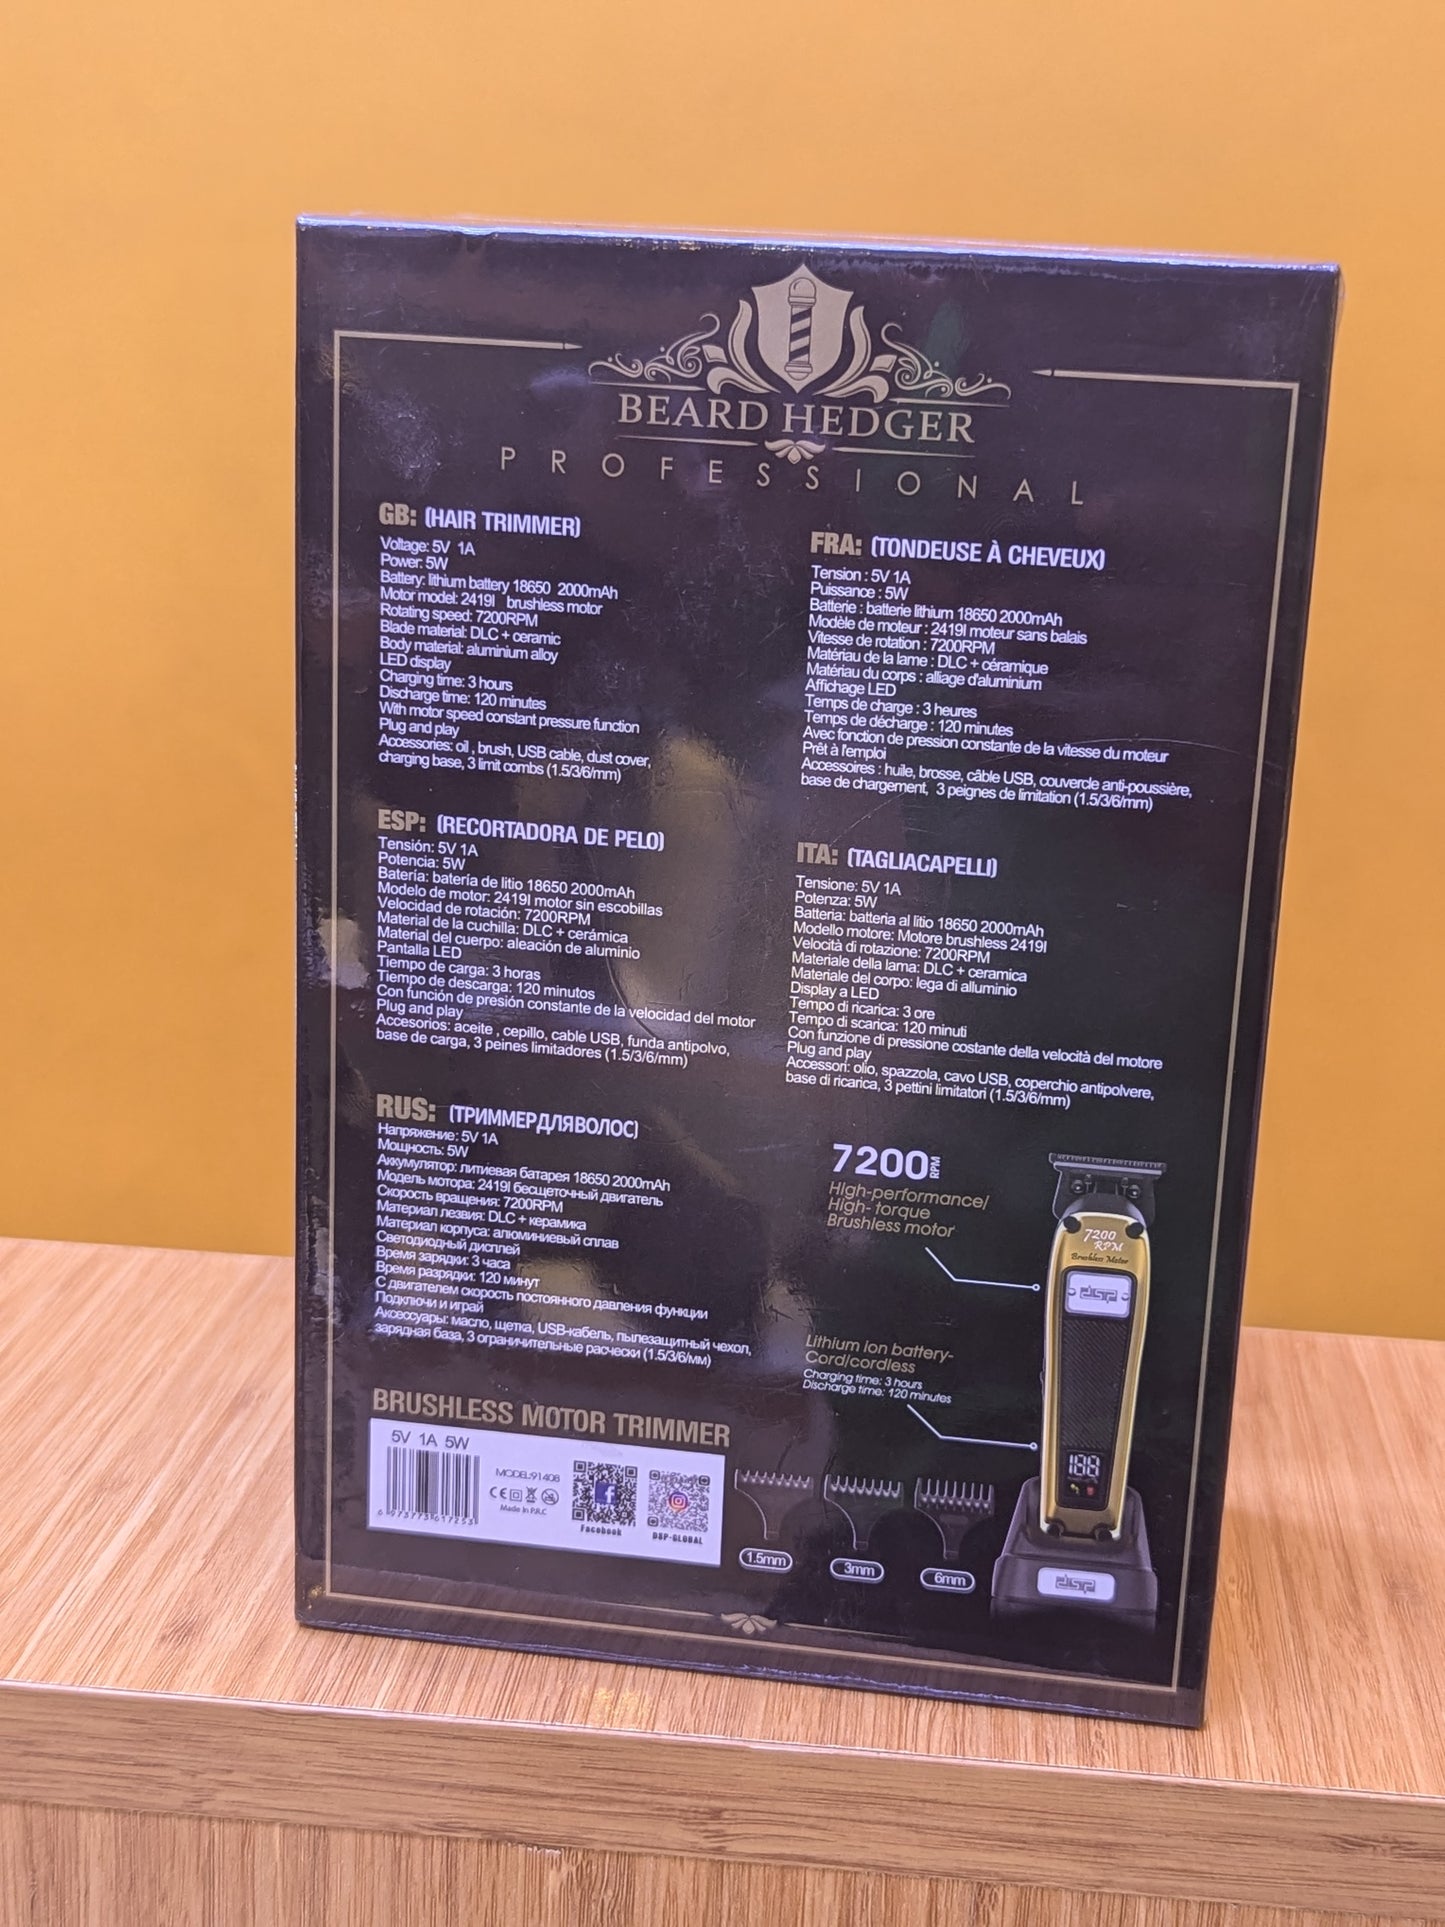 BEARD HEDGER
PROFESSIONAL
GB: (HAIR TRIMMER)
Voltage: 5V 1A
Power: 5W
Battery: lithium battery 18650 2000mAh
Motor model: 2419I brushless motor
Rotating speed: 7200RPM
Blade material: DLC + ceramic
Body material: aluminium alloy
LED display
Charging time: 3 hours
Discharge time: 120 minutes
With motor speed constant pressure function
Plug and play
Accessories: oil , brush, USB cable, dust cover,
charging base, 3 limit combs (1.5/3/6/mm)
FRA: (TONDEUSE À CHEVEUX)
Tension : 5V 1A
Puissance : 5W
Batterie : batterie lithium 18650 2000mAh
Modèle de moteur : 2419I moteur sans balais
Vitesse de rotation : 7200RPM
Matériau de la lame : DLC + céramique
Matériau du corps : alliage d'aluminium
Affichage LED
Temps de charge : 3 heures
Temps de décharge : 120 minutes
Avec fonction de pression constante de la vitesse du moteur
Prêt à l'emploi
Accessoires : huile, brosse, câble USB, couvercle anti-poussière,
base de chargement, 3 peignes de limitation (1.5/3/6/mm)
ESP: (RECORTADORA DE PELO)
Tensión: 5V 1A
Potencia: 5W
Batería: batería de litio 18650 2000mAh
Modelo de motor: 2419I motor sin escobillas
Velocidad de rotación: 7200RPM
Material de la cuchilla: DLC + cerámica
Material del cuerpo: aleación de aluminio
Pantalla LED
Tiempo de carga: 3 horas
Tiempo de descarga: 120 minutos
Con función de presión constante de la velocidad del motor
Plug and play
Accesorios: aceite , cepillo, cable USB, funda antipolvo,
base de carga, 3 peines limitadores (1.5/3/6/mm)
ITA: (TAGLIACAPELLI)
Tensione: 5V 1A
Potenza: 5W
Batteria: batteria al litio 18650 2000mAh
Modello motore: Motore brushless 2419I
Velocità di rotazione: 7200RPM
Materiale della lama: DLC + ceramica
Materiale del corpo: lega di alluminio
Display a LED
Tempo di ricarica: 3 ore
Tempo di scarica: 120 minuti
Con funzione di pressione costante della velocità del motore
Plug and play
Accessori: olio, spazzola, cavo USB, coperchio antipolvere,
base di ricarica, 3 pettini limitatori (1.5/3/6/mm)
RUS: (ТРИММЕРДЛЯВОЛОС)
Напряжение: 5V 1A
Мощность: 5W
Аккумулятор: литиевая батарея 18650 2000mAh
Модель мотора: 2419I бесщеточный двигатель
Скорость вращения: 7200RPM
Материал лезвия: DLC + керамика
Материал корпуса: алюминиевый сплав
Светодиодный дисплей
Время зарядки: 3 часа
Время разрядки: 120 минут
С двигателем скорость постоянного давления функции
Подключи и играй
Аксессуары: масло, щетка, USB-кабель, пылезащитный чехол,
зарядная база, 3 ограничительные расчески (1.5/3/6/мм)
7200RPM
High-performance/
High- torque
Brushless motor
7200
RPM
Brushless Motor
dsp
Lithium ion battery-
Cord/cordless
Charging time: 3 hours
Discharge time: 120 minutes
188
dsp
BRUSHLESS MOTOR TRIMMER
5V 1A 5W
MODEL:91408
CE
Made In P.R.C
6 973773 617253
Facebook
DSP-GLOBAL
1.5mm
3mm
6mm